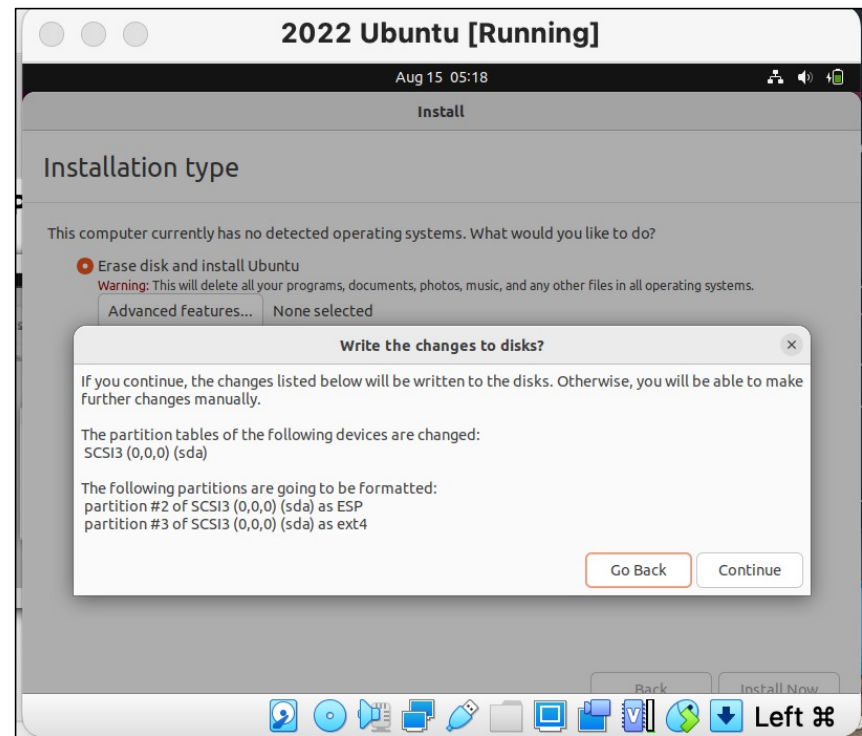 2022 Ubuntu [Running]
Aug 15 05:18
Install
Installation type
This computer currently has no detected operating systems. What would you like to do?
Erase disk and install Ubuntu
Warning: This will delete all your programs, documents, photos, music, and any other files in all operating systems.
Advanced features... None selected
Write the changes to disks?
If you continue, the changes listed below will be written to the disks. Otherwise, you will be able to make
further changes manually.
The partition tables of the following devices are changed:
SCSI3 (0,0,0) (sda)
The following partitions are going to be formatted:
partition #2 of SCSI3 (0,0,0) (sda) as ESP
partition #3 of SCSI3 (0,0,0) (sda) as ext4
Go Back Continue
Back Install Now
Left ⌘